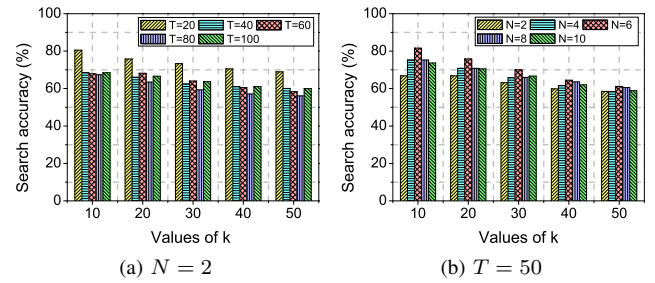 100
80
60
40
20
0
Search accuracy (%)
T=20 T=40 T=60
T=80 T=100
10 20 30 40 50
Values of k
(a) N = 2
100
80
60
40
20
0
Search accuracy (%)
N=2 N=4 N=6
N=8 N=10
10 20 30 40 50
Values of k
(b) T = 50